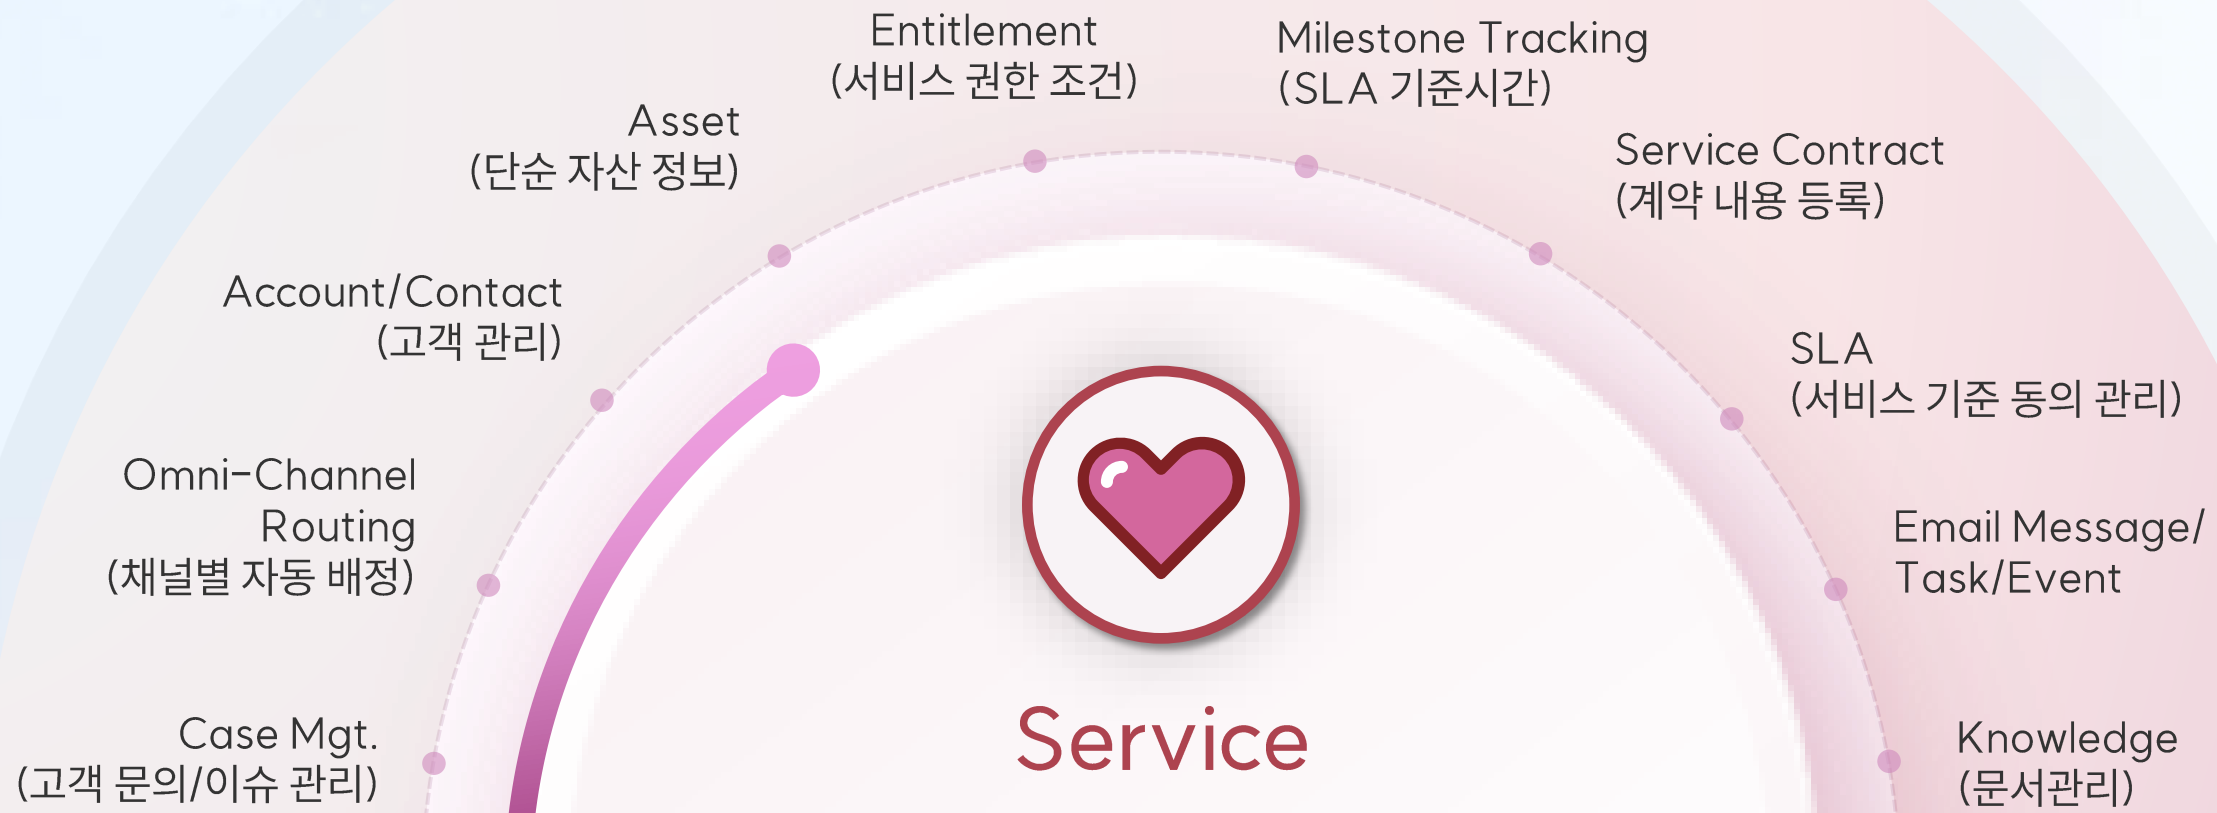 Entitlement
(서비스 권한 조건)
Milestone Tracking
(SLA 기준시간)
Asset
(단순 자산 정보)
Service Contract
(계약 내용 등록)
Account/Contact
(고객 관리)
SLA
(서비스 기준 동의 관리)
Omni-Channel
Routing
(채널별 자동 배정)
Email Message/
Task/Event
Case Mgt.
(고객 문의/이슈 관리)
Service
Knowledge
(문서관리)